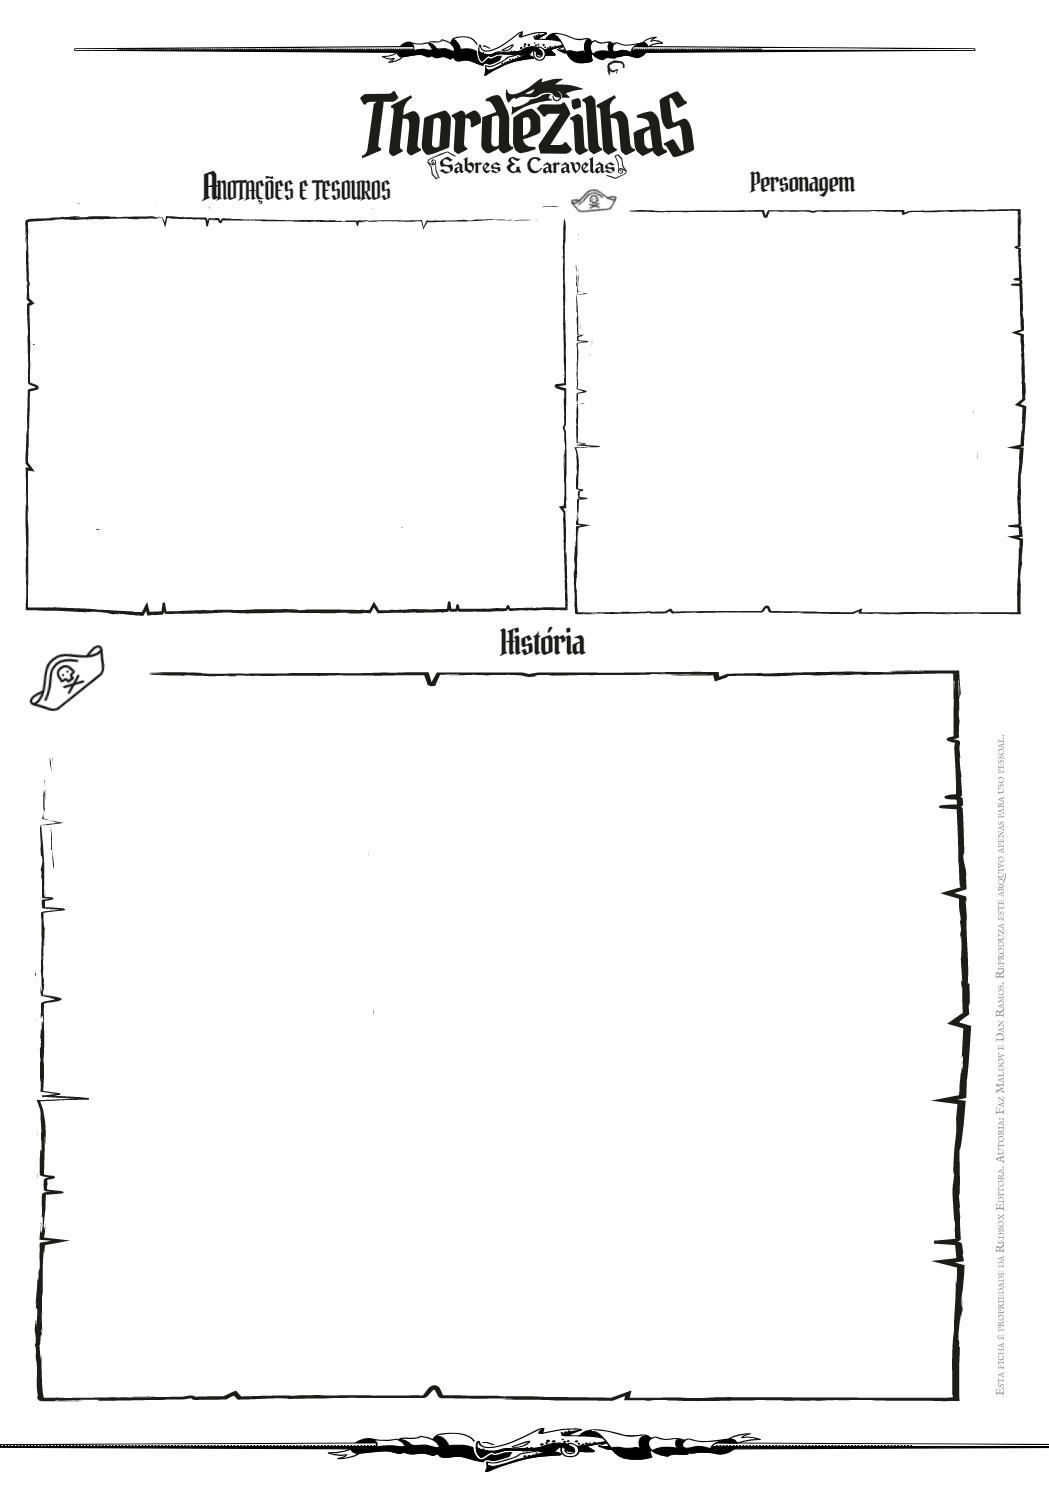 Thordezilhas
Sabres & Caravelas
Anotações e tesouros
Personagem
História
Esta ficha é propriedade da Redbox Editora. Autoria: Faz Maldov e Dan Ramos. Reproduza este arquivo apenas para uso pessoal.